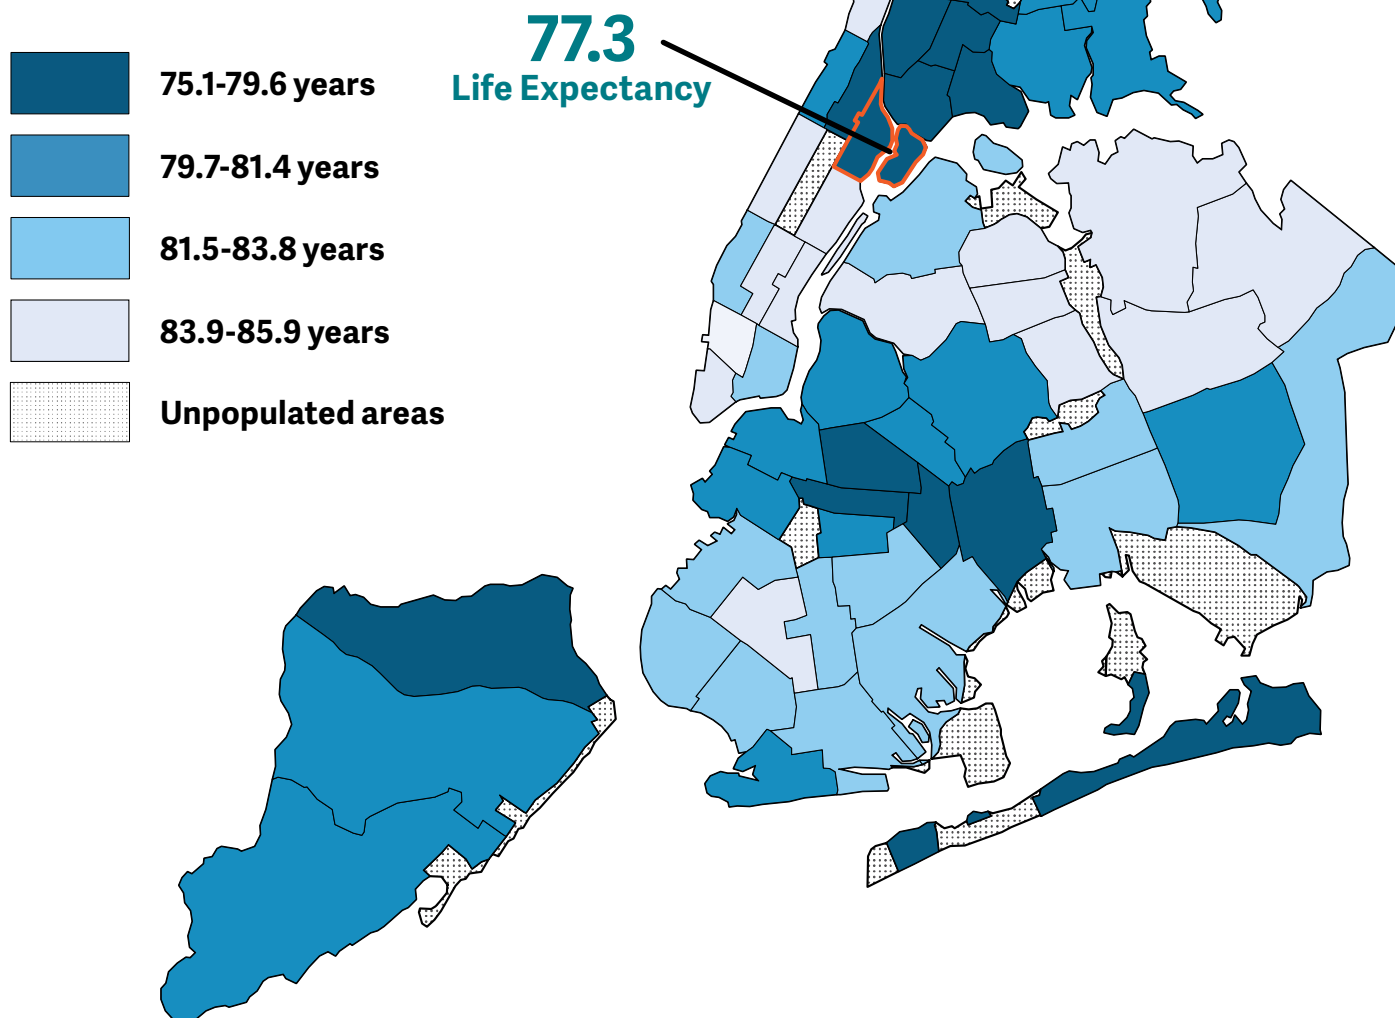 77.3
Life Expectancy
75.1-79.6 years
79.7-81.4 years
81.5-83.8 years
83.9-85.9 years
Unpopulated areas